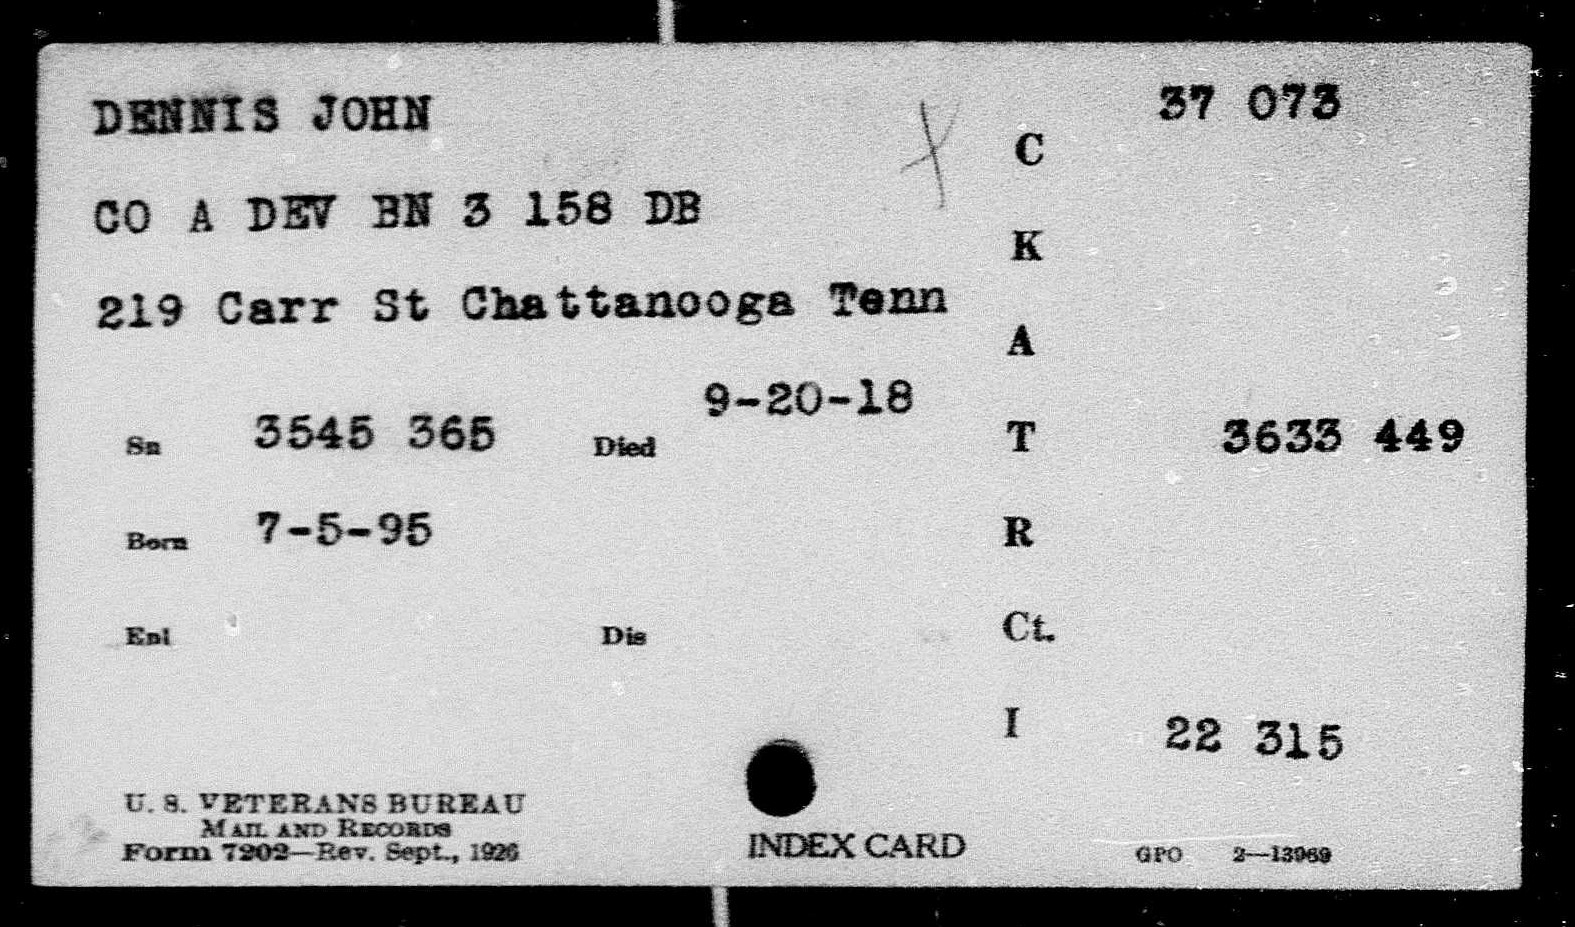 DENNIS JOHN
37 073
C
CO A DEV BN 3 158 DB
K
219 Carr St Chattanooga Tenn
A
Sn 3545 365 Died 9-20-18
T 3633 449
Born 7-5-95
R
Enl Dis
Ct.
I 22 315
U. S. VETERANS BUREAU
MAIL AND RECORDS
Form 7202—Rev. Sept., 1926
INDEX CARD
GPO 2—13969